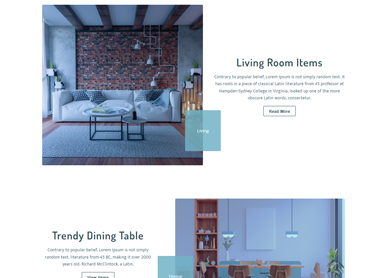 Living Room Items
Contrary to popular belief, Lorem Ipsum is not simply random text. It
has roots in a piece of classical Latin literature from 45 professor at
Hampden-Sydney College in Virginia, looked up one of the more
obscure Latin words, consectetur.
Read More
Living
Trendy Dining Table
Contrary to popular belief, Lorem Ipsum is not simply
random text. literature from 45 BC, making it over 2000
years old. Richard McClintock, a Latin.
View Items
Dining